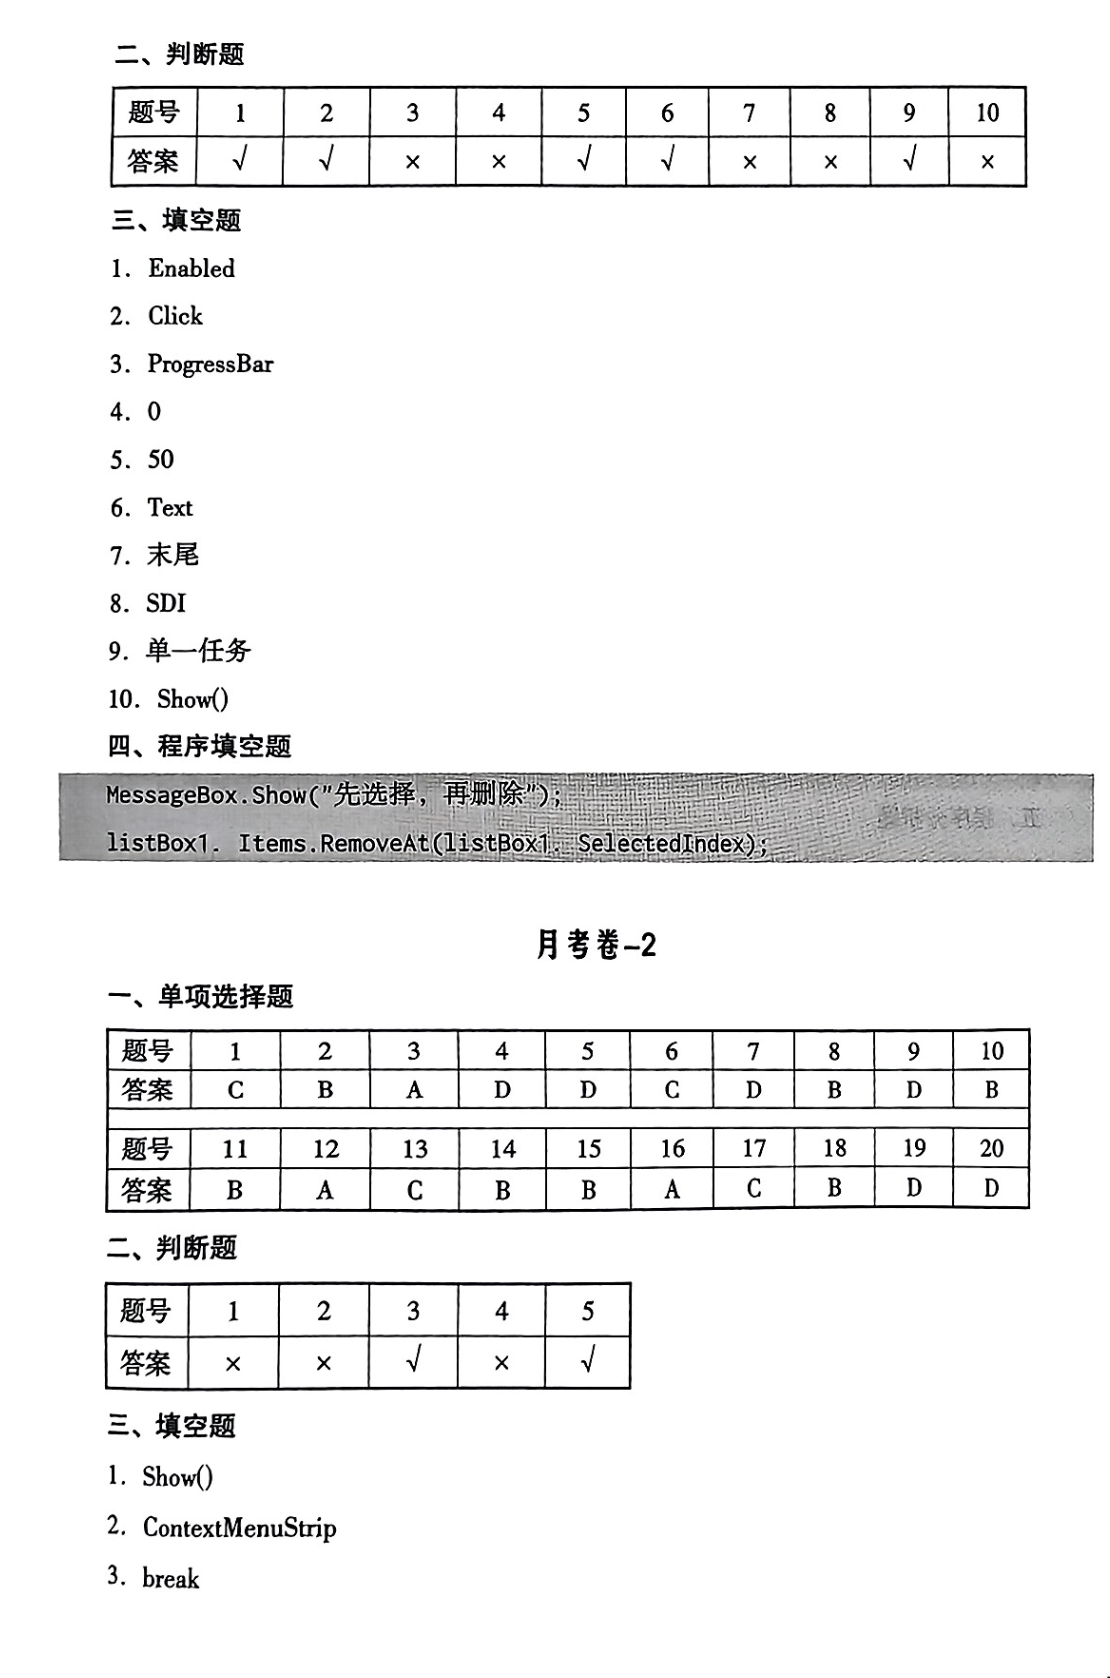 二、判断题
题号 1 2 3 4 5 6 7 8 9 10
答案 √ √ × × √ √ × × √ ×
三、填空题
1. Enabled
2. Click
3. ProgressBar
4. 0
5. 50
6. Text
7. 末尾
8. SDI
9. 单一任务
10. Show()
四、程序填空题
MessageBox.Show("先选择，再删除");
listBox1. Items.RemoveAt(listBox1. SelectedIndex);
月考卷-2
一、单项选择题
题号 1 2 3 4 5 6 7 8 9 10
答案 C B A D D C D B D B
题号 11 12 13 14 15 16 17 18 19 20
答案 B A C B B A C B D D
二、判断题
题号 1 2 3 4 5
答案 × × √ × √
三、填空题
1. Show()
2. ContextMenuStrip
3. break